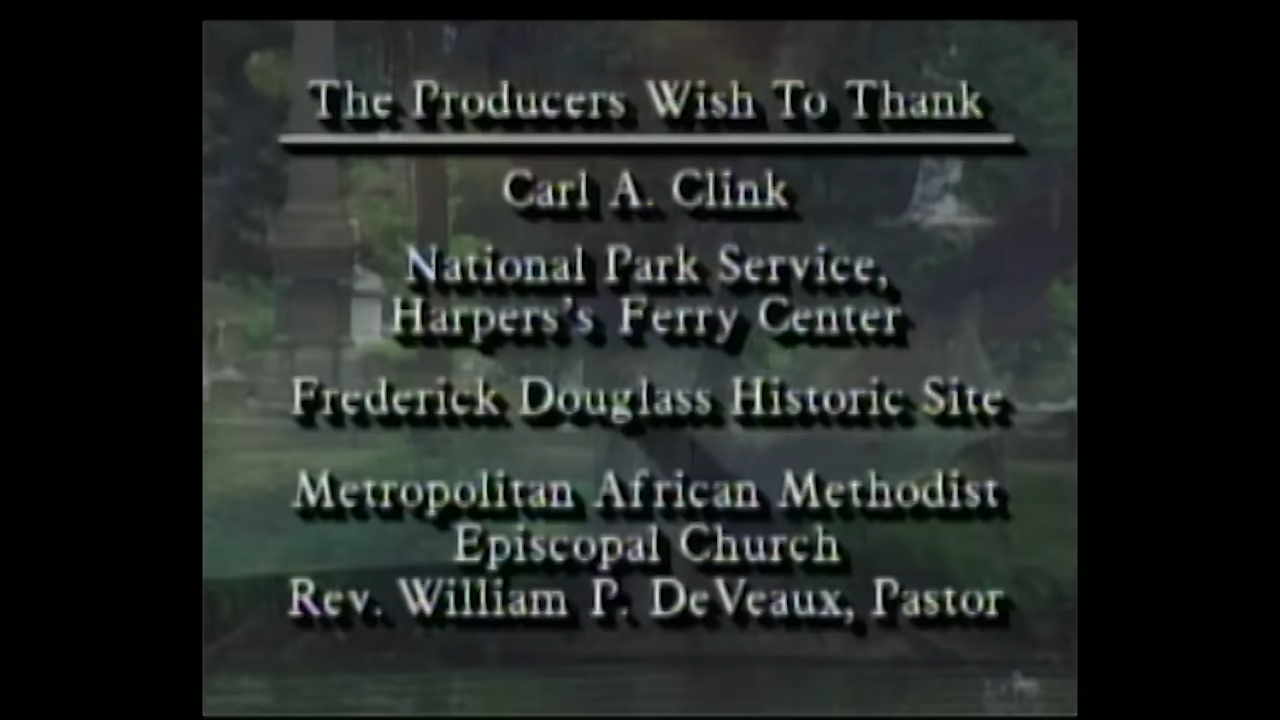 The Producers Wish To Thank
Carl A. Clink
National Park Service,
Harpers's Ferry Center
Frederick Douglass Historic Site
Metropolitan African Methodist
Episcopal Church
Rev. William P. DeVeaux, Pastor